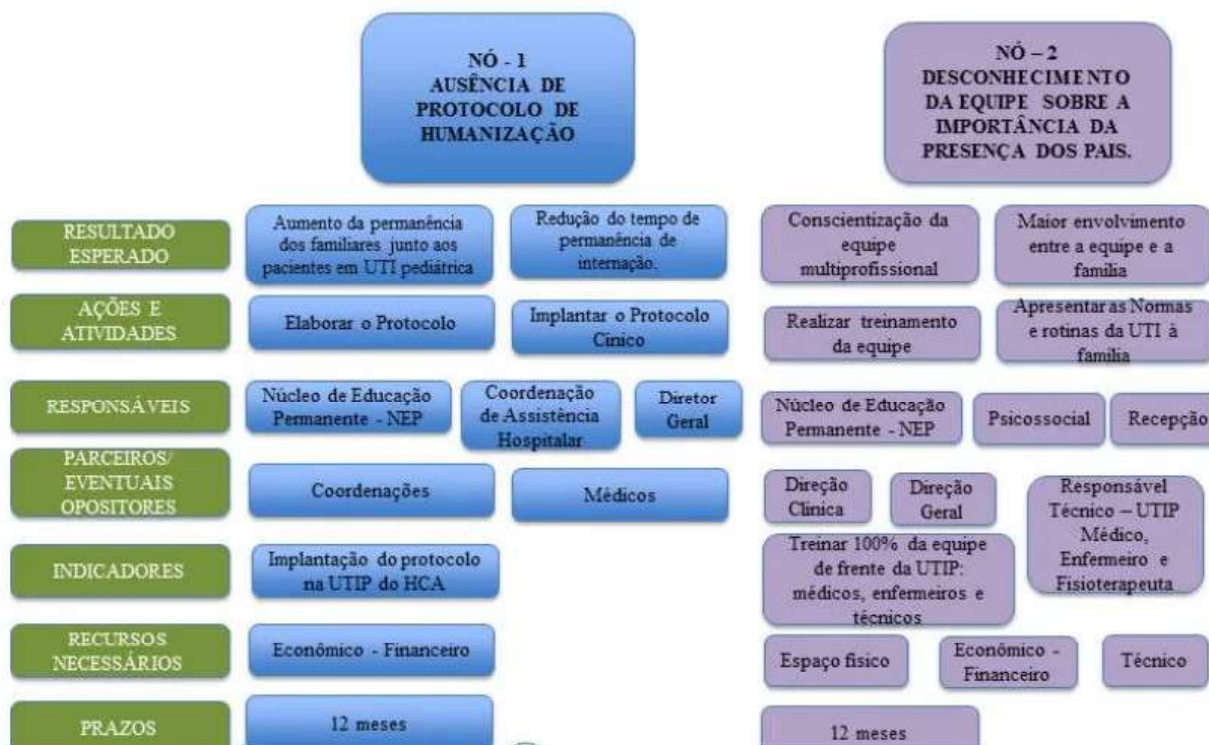 NÓ - 1
AUSÊNCIA DE
PROTOCOLO DE
HUMANIZAÇÃO
NÓ – 2
DESCONHECIMENTO
DA EQUIPE SOBRE A
IMPORTÂNCIA DA
PRESENÇA DOS PAIS.
RESULTADO
ESPERADO
Aumento da permanência
dos familiares junto aos
pacientes em UTI pediátrica
Redução do tempo de
permanência de
internação.
Conscientização da
equipe
multiprofissional
Maior envolvimento
entre a equipe e a
família
AÇÕES E
ATIVIDADES
Elaborar o Protocolo
Implantar o Protocolo
Cínico
Realizar treinamento
da equipe
Apresentar as Normas
e rotinas da UTI à
família
RESPONSÁVEIS
Núcleo de Educação
Permanente - NEP
Coordenação
de Assistência
Hospitalar
Diretor
Geral
Núcleo de Educação
Permanente - NEP
Psicossocial
Recepção
PARCEIROS/
EVENTUAIS
OPOSITORES
Coordenações
Médicos
Direção
Clinica
Direção
Geral
Responsável
Técnico – UTIP
Médico,
Enfermeiro e
Fisioterapeuta
INDICADORES
Implantação do protocolo
na UTIP do HCA
Treinar 100% da equipe
de frente da UTIP:
médicos, enfermeiros e
técnicos
RECURSOS
NECESSÁRIOS
Econômico - Financeiro
Espaço físico
Econômico -
Financeiro
Técnico
PRAZOS
12 meses
12 meses